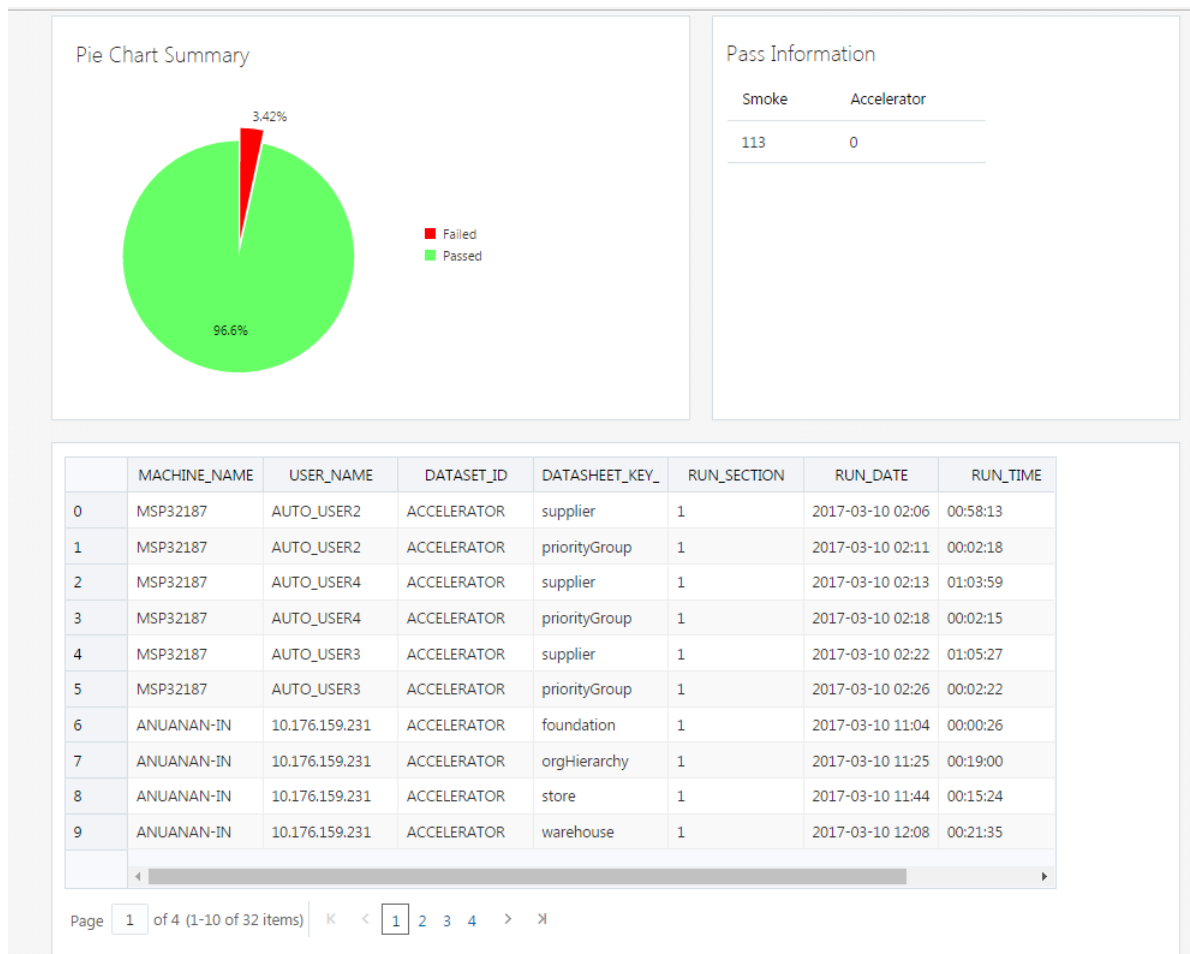 Pie Chart Summary
3.42%
96.6%
Failed
Passed
Pass Information
Smoke Accelerator
113 0
MACHINE_NAME USER_NAME DATASET_ID DATASHEET_KEY_ RUN_SECTION RUN_DATE RUN_TIME
0 MSP32187 AUTO_USER2 ACCELERATOR supplier 1 2017-03-10 02:06 00:58:13
1 MSP32187 AUTO_USER2 ACCELERATOR priorityGroup 1 2017-03-10 02:11 00:02:18
2 MSP32187 AUTO_USER4 ACCELERATOR supplier 1 2017-03-10 02:13 01:03:59
3 MSP32187 AUTO_USER4 ACCELERATOR priorityGroup 1 2017-03-10 02:18 00:02:15
4 MSP32187 AUTO_USER3 ACCELERATOR supplier 1 2017-03-10 02:22 01:05:27
5 MSP32187 AUTO_USER3 ACCELERATOR priorityGroup 1 2017-03-10 02:26 00:02:22
6 ANUANAN-IN 10.176.159.231 ACCELERATOR foundation 1 2017-03-10 11:04 00:00:26
7 ANUANAN-IN 10.176.159.231 ACCELERATOR orgHierarchy 1 2017-03-10 11:25 00:19:00
8 ANUANAN-IN 10.176.159.231 ACCELERATOR store 1 2017-03-10 11:44 00:15:24
9 ANUANAN-IN 10.176.159.231 ACCELERATOR warehouse 1 2017-03-10 12:08 00:21:35
Page 1 of 4 (1-10 of 32 items) 1 2 3 4